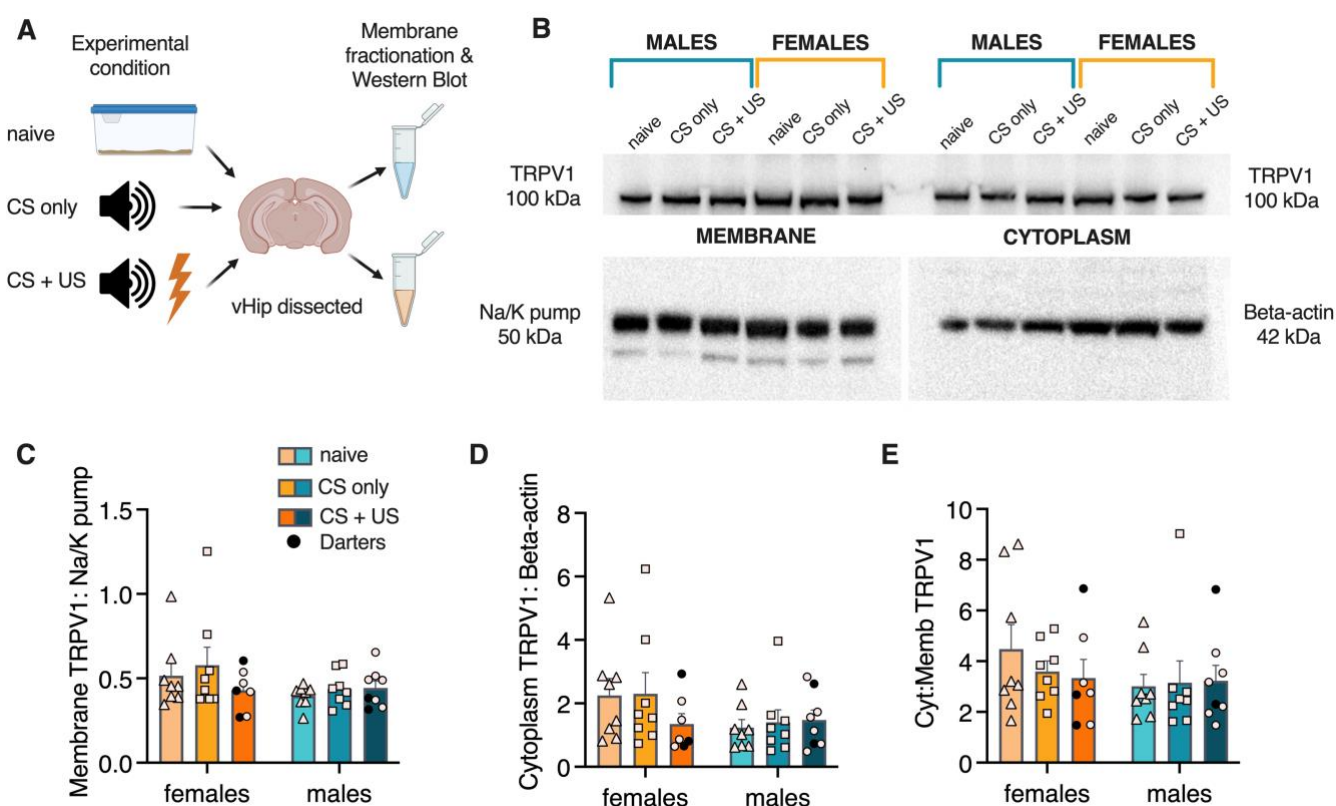 A
Experimental
condition
Membrane
fractionation &
Western Blot
naive
CS only
CS + US
vHip dissected
B
MALES
FEMALES
MALES
FEMALES
naive
CS only
CS + US
naive
CS only
CS + US
naive
CS only
CS + US
naive
CS only
CS + US
TRPV1
100 kDa
TRPV1
100 kDa
MEMBRANE
CYTOPLASM
Na/K pump
50 kDa
Beta-actin
42 kDa
C
naive
CS only
CS + US
Darters
Membrane TRPV1: Na/K pump
1.5
1.0
0.5
0.0
females
males
D
Cytoplasm TRPV1: Beta-actin
8
6
4
2
0
females
males
E
Cyt:Memb TRPV1
10
8
6
4
2
0
females
males